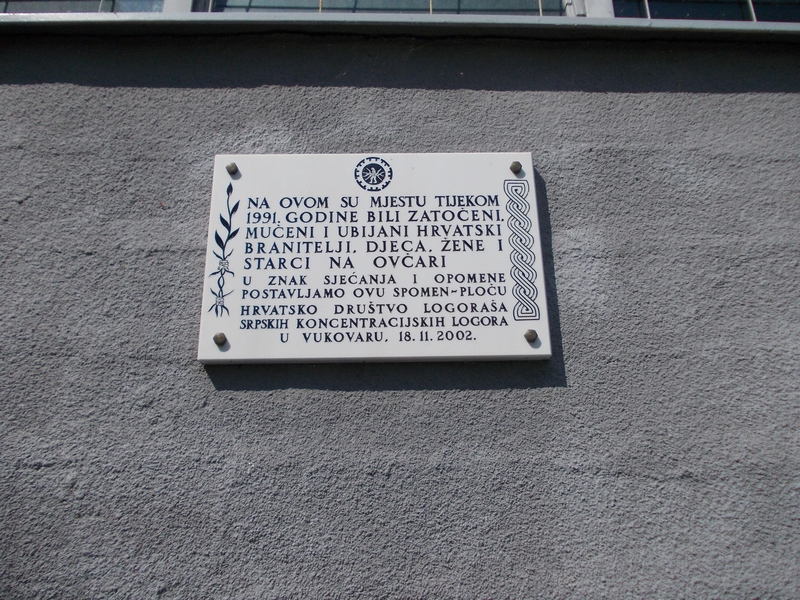 NA OVOM SU MJESTU TIJEKOM
1991. GODINE BILI ZATOČENI,
MUČENI I UBIJANI HRVATSKI
BRANITELJI, DJECA, ŽENE I
STARCI NA OVČARI
U ZNAK SJEĆANJA I OPOMENE
POSTAVLJAMO OVU SPOMEN-PLOČU
HRVATSKO DRUŠTVO LOGORAŠA
SRPSKIH KONCENTRACIJSKIH LOGORA
U VUKOVARU, 18.11.2002.